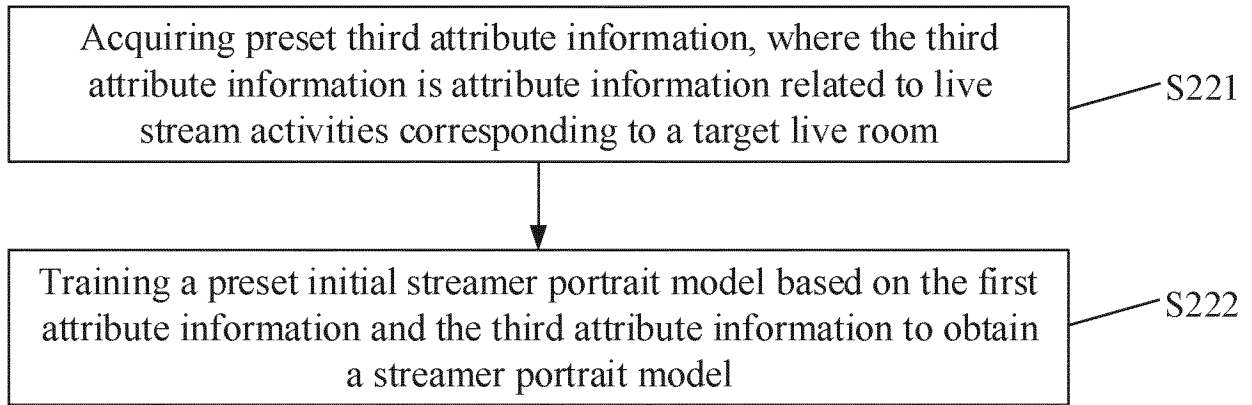 Acquiring preset third attribute information, where the third
attribute information is attribute information related to live
stream activities corresponding to a target live room
S221
Training a preset initial streamer portrait model based on the first
attribute information and the third attribute information to obtain
a streamer portrait model
S222